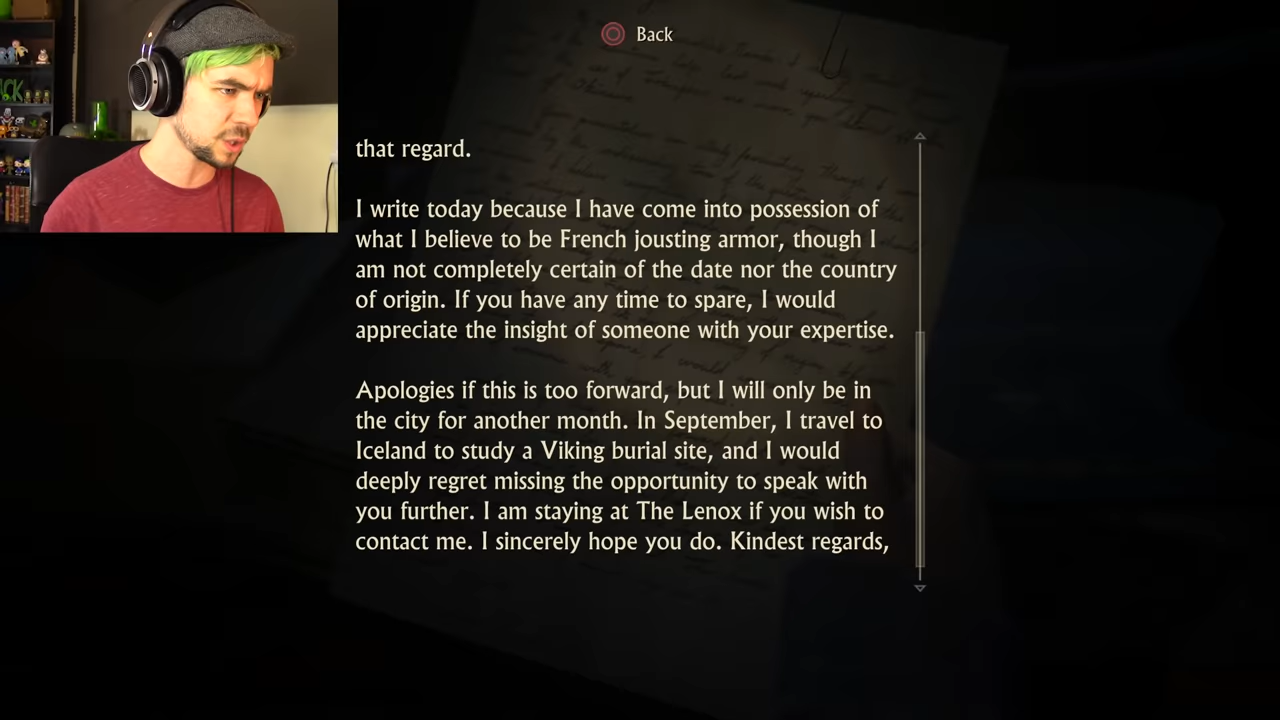 Back
that regard.
I write today because I have come into possession of
what I believe to be French jousting armor, though I
am not completely certain of the date nor the country
of origin. If you have any time to spare, I would
appreciate the insight of someone with your expertise.
Apologies if this is too forward, but I will only be in
the city for another month. In September, I travel to
Iceland to study a Viking burial site, and I would
deeply regret missing the opportunity to speak with
you further. I am staying at The Lenox if you wish to
contact me. I sincerely hope you do. Kindest regards,